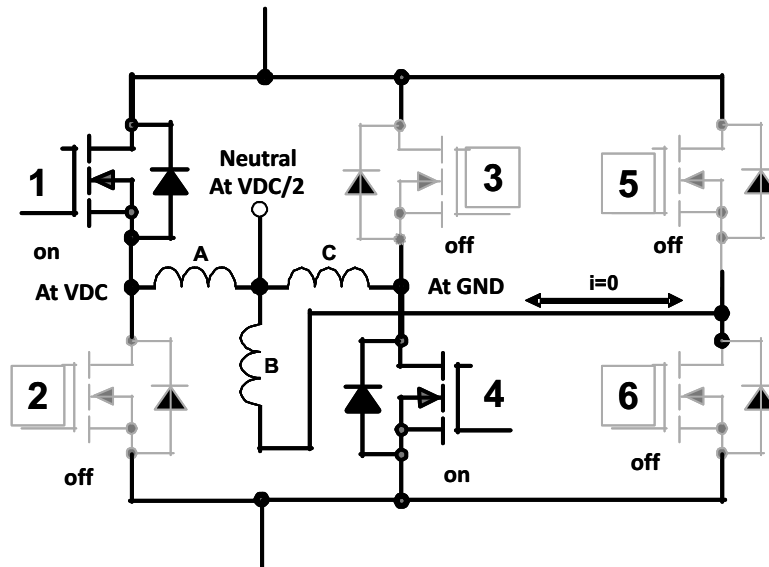 1
Neutral
At VDC/2
3
5
on
A
C
off
off
At VDC
At GND
i=0
B
2
4
6
off
on
off